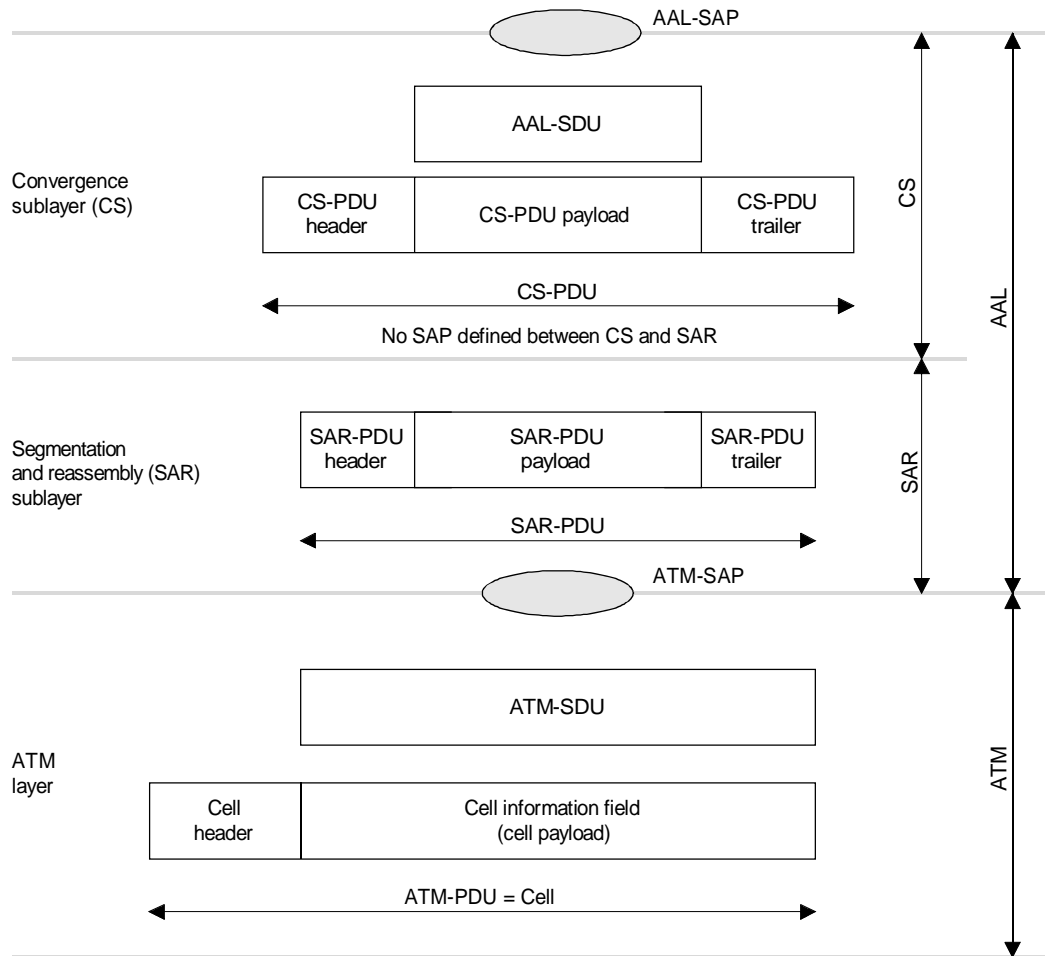 AAL-SAP
AAL-SDU
Convergence
sublayer (CS)
CS-PDU
header
CS-PDU payload
CS-PDU
trailer
CS
CS-PDU
No SAP defined between CS and SAR
AAL
Segmentation
and reassembly (SAR)
sublayer
SAR-PDU
header
SAR-PDU
payload
SAR-PDU
trailer
SAR
SAR-PDU
ATM-SAP
ATM-SDU
ATM
layer
ATM
Cell
header
Cell information field
(cell payload)
ATM-PDU = Cell